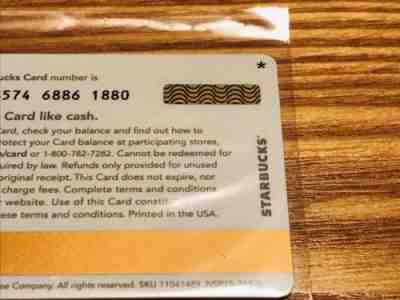 ucks Card number is
*
574 6886 1880
Card like cash.
ard, check your balance and find out how to
rotect your Card balance at participating stores,
/card or 1-800-782-7282. Cannot be redeemed for
uired by law. Refunds only provided for unused
original receipt. This Card does not expire, nor
charge fees. Complete terms and conditions
r website. Use of this Card constit
ese terms and conditions. Printed in the USA.
STARBUCKS
ee Company. All rights reserved. SKU